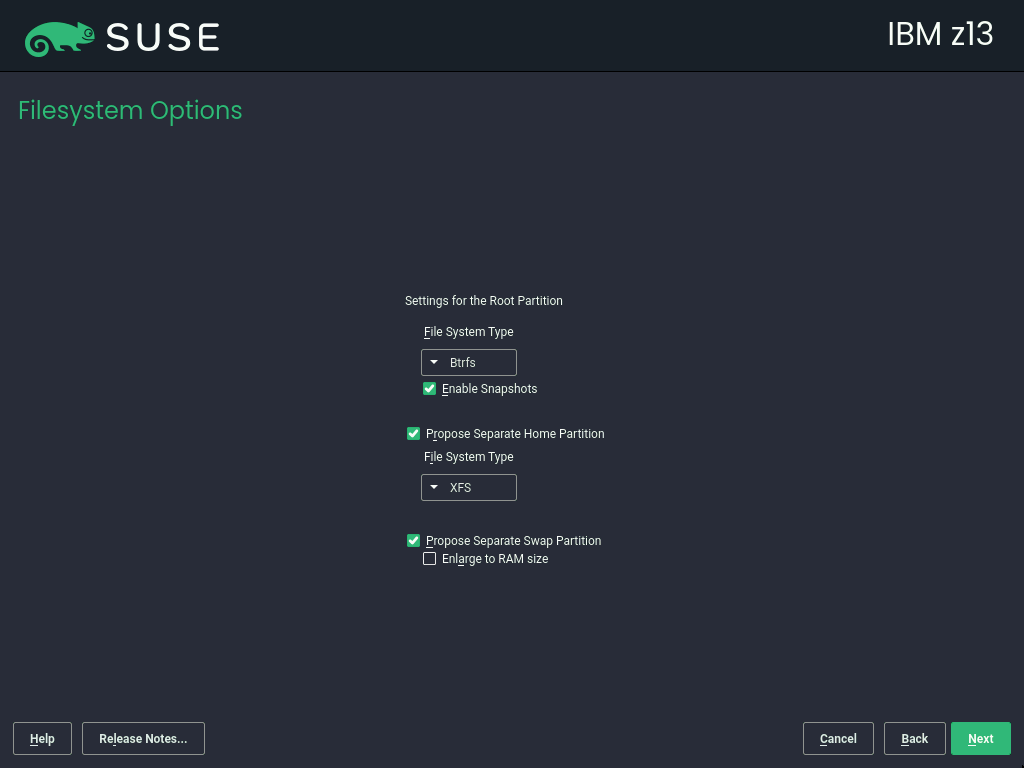 SUSE
IBM z13
Filesystem Options
Settings for the Root Partition
File System Type
Btrfs
Enable Snapshots
Propose Separate Home Partition
File System Type
XFS
Propose Separate Swap Partition
Enlarge to RAM size
Help
Release Notes...
Cancel
Back
Next